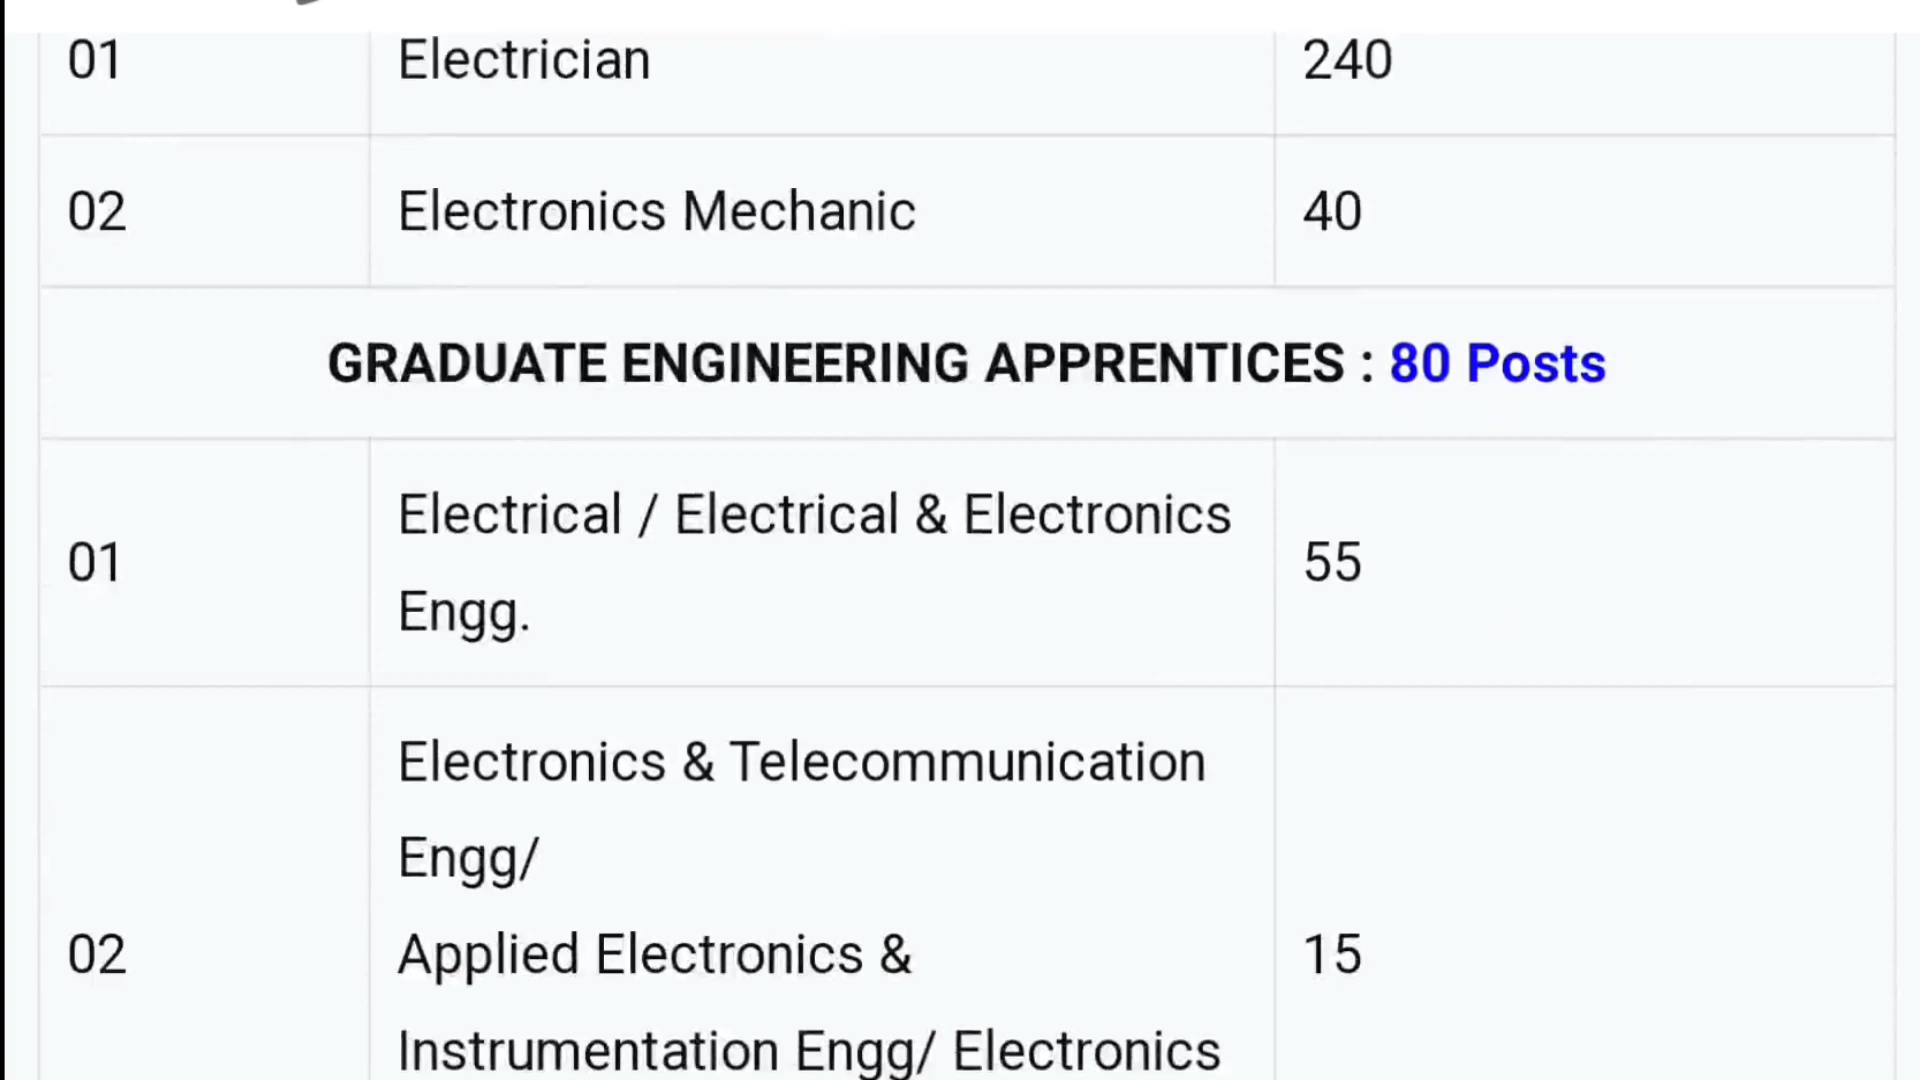 01 Electrician 240
02 Electronics Mechanic 40
GRADUATE ENGINEERING APPRENTICES : 80 Posts
Electrical / Electrical & Electronics
01 55
Engg.
Electronics & Telecommunication
Engg/
02 Applied Electronics & 15
Instrumentation Engg/ Electronics